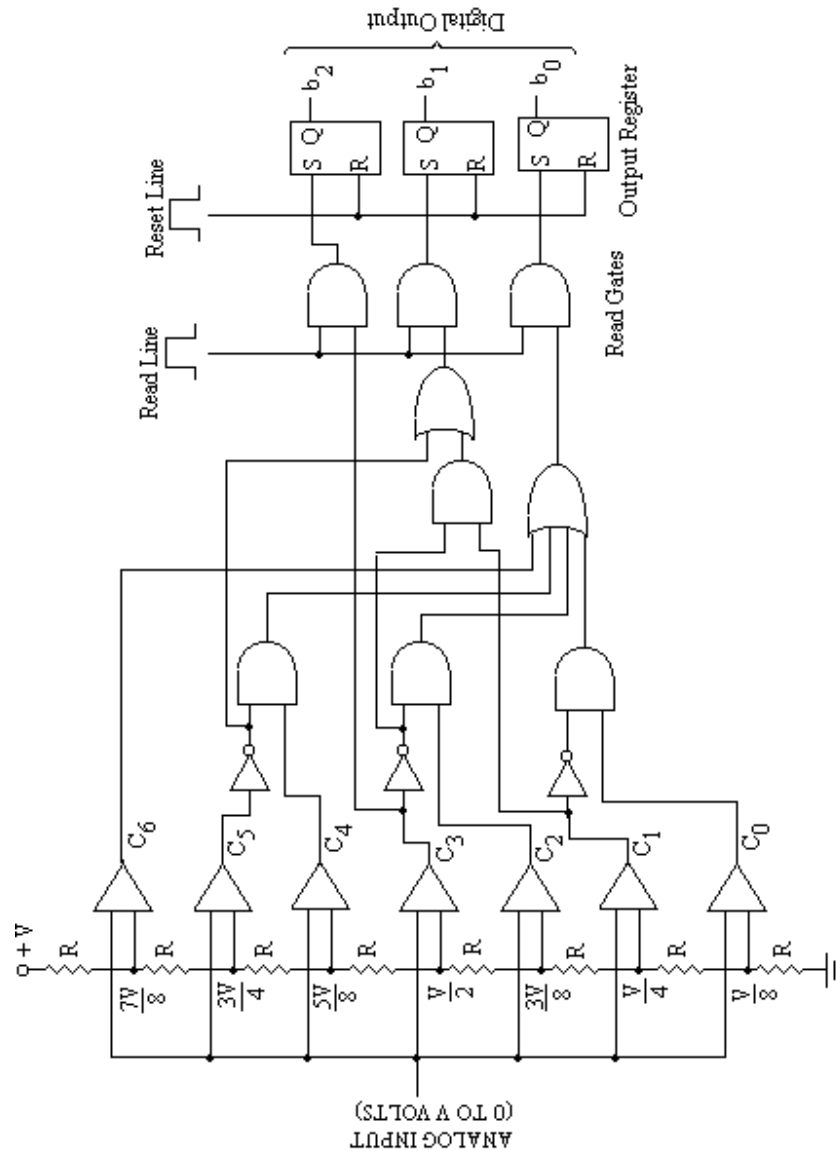 Digital Output
b2
b1
b0
Q
S
R
Q
S
R
Q
S
R
Output Register
Reset Line
Read Line
Read Gates
C6
C5
C4
C3
C2
C1
C0
+ V
R
R
R
R
R
R
R
R
7V/8
3V/4
5V/8
V/2
3V/8
V/4
V/8
ANALOG INPUT
(0 TO V VOLTS)